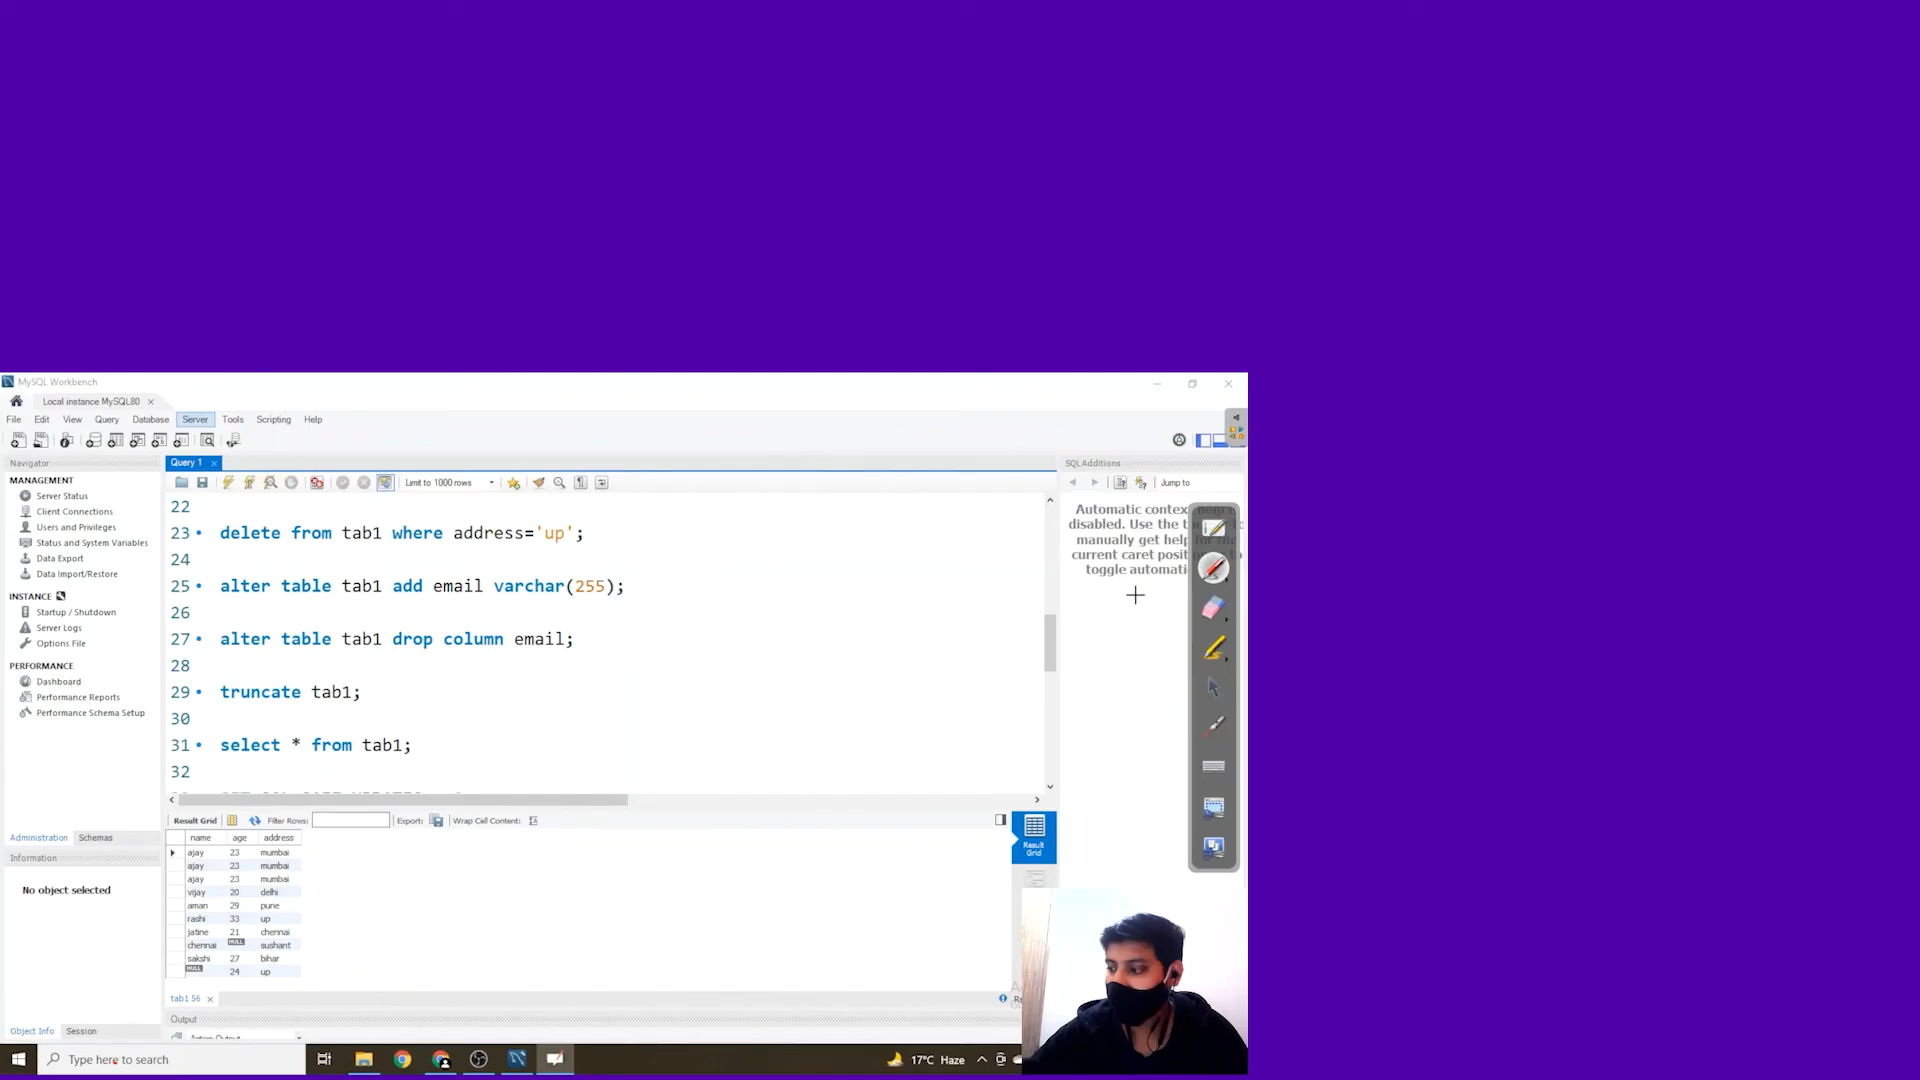 MySQL Workbench
Local instance MySQL80
File Edit View Query Database Server Tools Scripting Help
Navigator
MANAGEMENT
Server Status
Client Connections
Users and Privileges
Status and System Variables
Data Export
Data Import/Restore
INSTANCE
Startup / Shutdown
Server Logs
Options File
PERFORMANCE
Dashboard
Performance Reports
Performance Schema Setup
Administration Schemas
Information
No object selected
Object Info Session
Query 1
Limit to 1000 rows
22
23 delete from tab1 where address='up';
24
25 alter table tab1 add email varchar(255);
26
27 alter table tab1 drop column email;
28
29 truncate tab1;
30
31 select * from tab1;
32
Result Grid Filter Rows: Export: Wrap Cell Content:
name age address
ajay 23 mumbai
ajay 23 mumbai
ajay 23 mumbai
vijay 20 delhi
aman 29 pune
rashi 33 up
jatine 21 chennai
chennai NULL sushant
sakshi 27 bihar
NULL 24 up
Result Grid
tab1 56
Output
Action Output
SQLAdditions
Jump to
Automatic context help
disabled. Use the
manually get help
current caret
toggle
Type here to search
17°C Haze